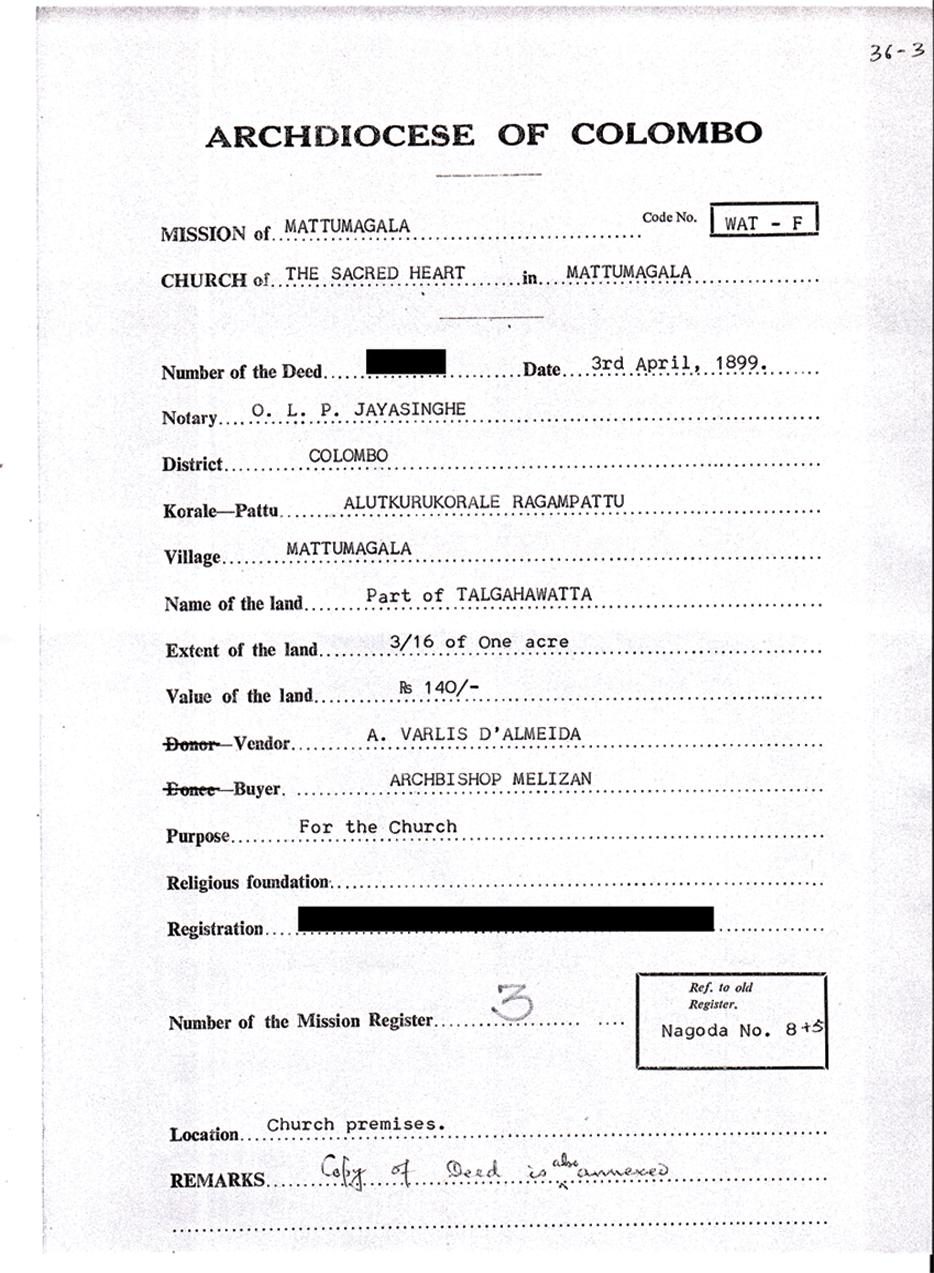 36-3
ARCHDIOCESE OF COLOMBO
MISSION of MATTUMAGALA Code No. WAT - F
CHURCH of THE SACRED HEART in MATTUMAGALA
Number of the Deed Date 3rd April, 1899.
Notary O. L. P. JAYASINGHE
District COLOMBO
Korale—Pattu ALUTKURUKORALE RAGAMPATTU
Village MATTUMAGALA
Name of the land Part of TALGAHAWATTA
Extent of the land 3/16 of One acre
Value of the land Rs 140/-
Donor—Vendor A. VARLIS D'ALMEIDA
Donee—Buyer. ARCHBISHOP MELIZAN
Purpose For the Church
Religious foundation
Registration
Number of the Mission Register 3
Ref. to old
Register.
Nagoda No. 8+5
Location Church premises.
REMARKS Copy of Deed is also annexed